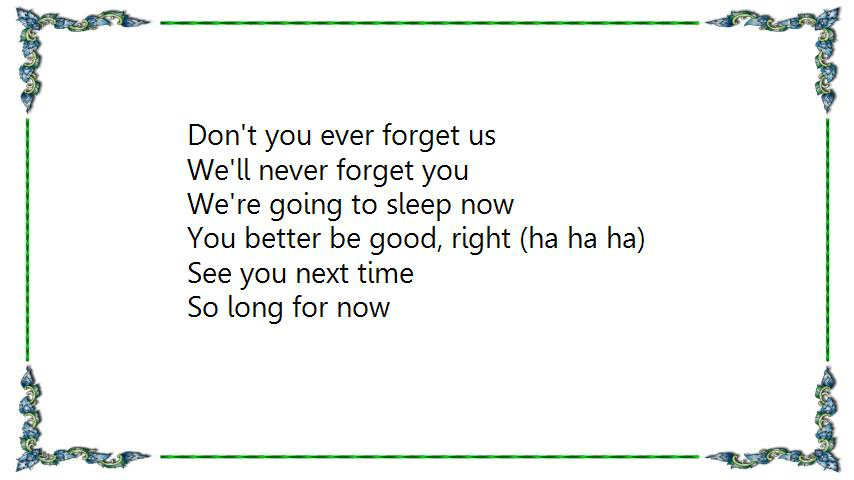 Don't you ever forget us
We'll never forget you
We're going to sleep now
You better be good, right (ha ha ha)
See you next time
So long for now